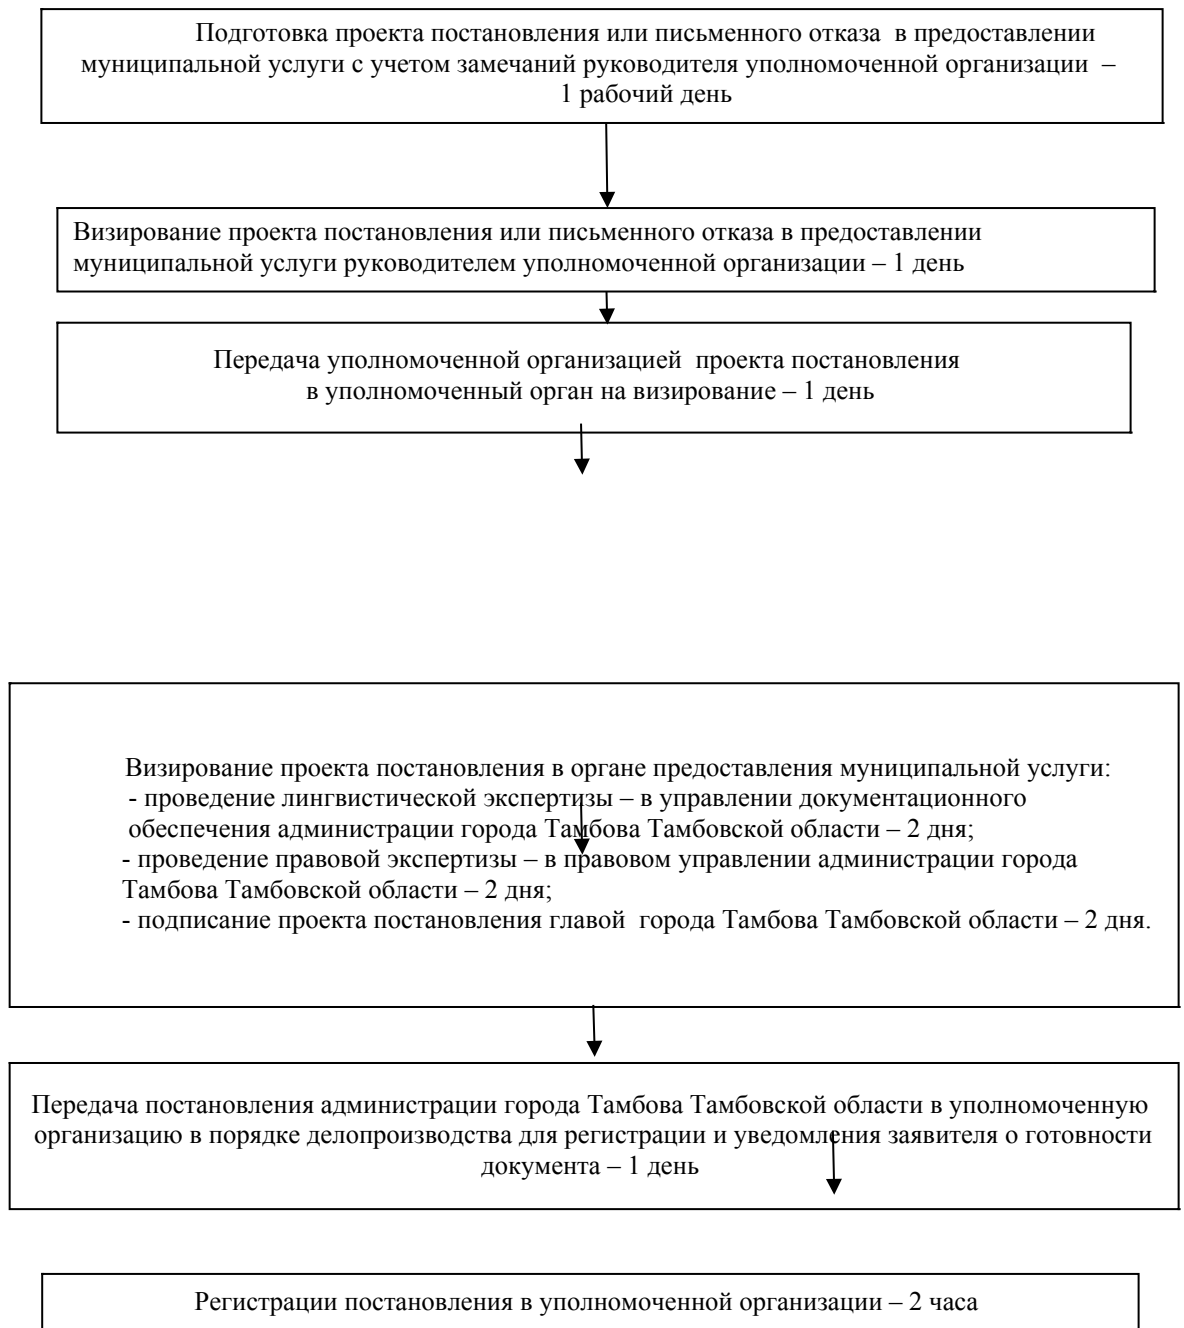 Подготовка проекта постановления или письменного отказа в предоставлении
муниципальной услуги с учетом замечаний руководителя уполномоченной организации –
1 рабочий день
Визирование проекта постановления или письменного отказа в предоставлении
муниципальной услуги руководителем уполномоченной организации – 1 день
Передача уполномоченной организацией проекта постановления
в уполномоченный орган на визирование – 1 день
Визирование проекта постановления в органе предоставления муниципальной услуги:
- проведение лингвистической экспертизы – в управлении документационного
обеспечения администрации города Тамбова Тамбовской области – 2 дня;
- проведение правовой экспертизы – в правовом управлении администрации города
Тамбова Тамбовской области – 2 дня;
- подписание проекта постановления главой города Тамбова Тамбовской области – 2 дня.
Передача постановления администрации города Тамбова Тамбовской области в уполномоченную
организацию в порядке делопроизводства для регистрации и уведомления заявителя о готовности
документа – 1 день
Регистрации постановления в уполномоченной организации – 2 часа